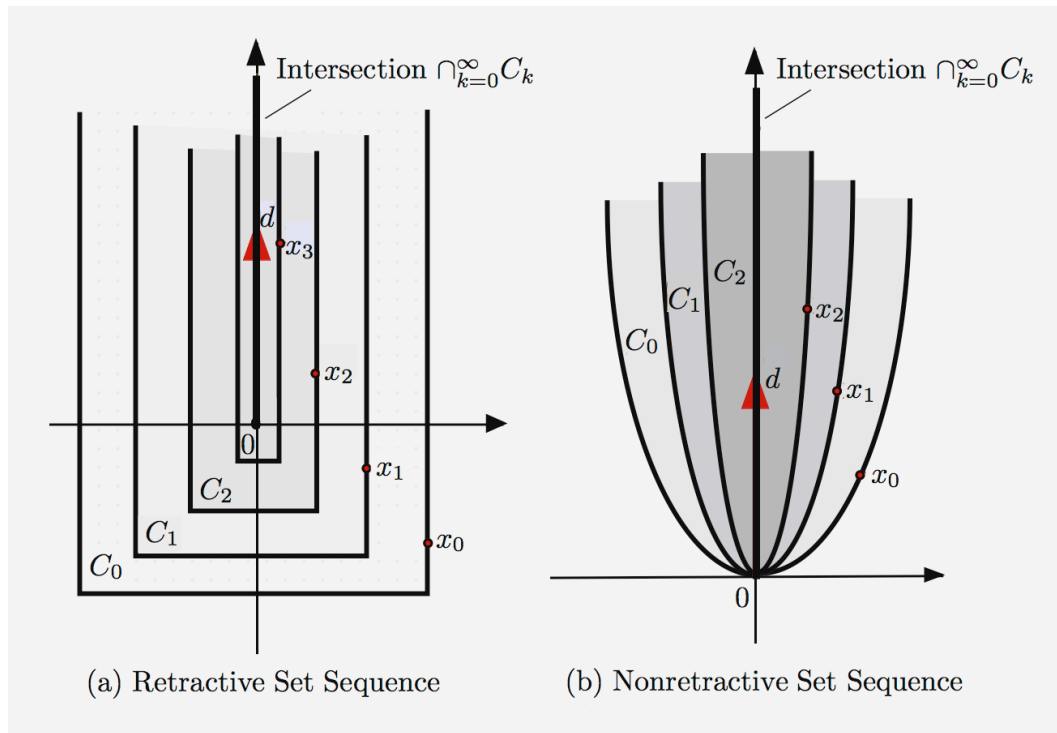 Intersection ∩_{k=0}^{∞} C_k
d
x_3
x_2
0
x_1
C_2
C_1
x_0
C_0
(a) Retractive Set Sequence
Intersection ∩_{k=0}^{∞} C_k
C_2
C_1
x_2
C_0
d
x_1
x_0
0
(b) Nonretractive Set Sequence